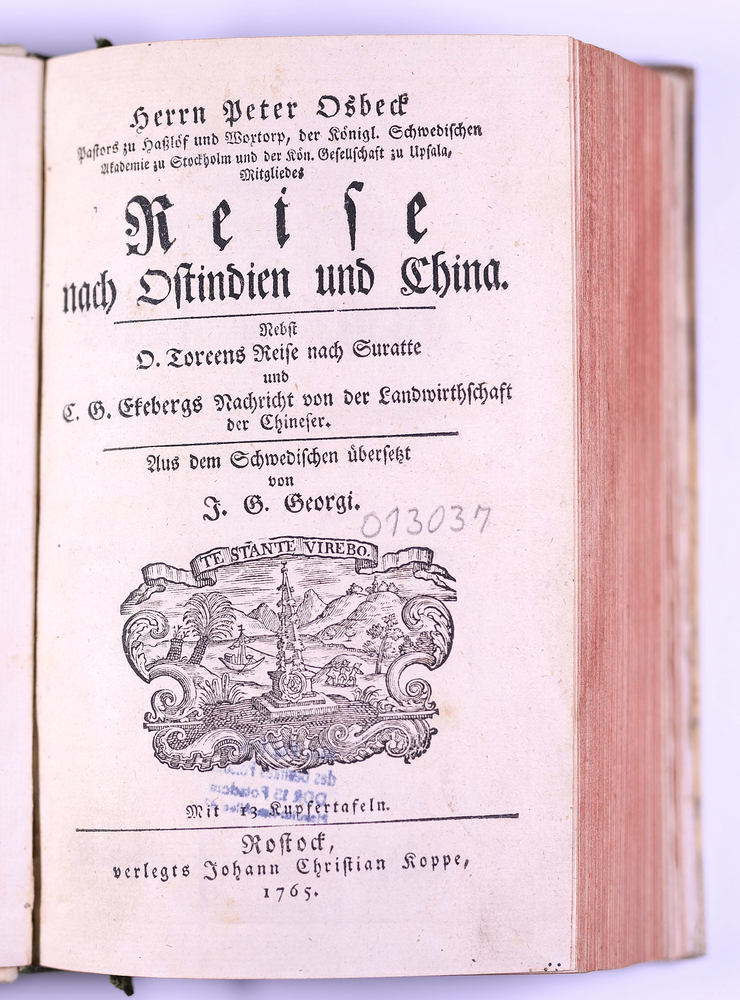 Herrn Peter Osbeck
Pastors zu Haßlöf und Woxtorp, der Königl. Schwedischen
Akademie zu Stockholm und der Kön. Gesellschaft zu Upsala,
Mitgliedes
Reise
nach Ostindien und China.
Nebst
O. Toreens Reise nach Suratte
und
C. G. Ekebergs Nachricht von der Landwirthschaft
der Chineser.
Aus dem Schwedischen übersetzt
von
J. G. Georgi.
013037
TE STANTE VIREBO.
Mit 13 Kupfertafeln.
Rostock,
verlegts Johann Christian Koppe,
1765.